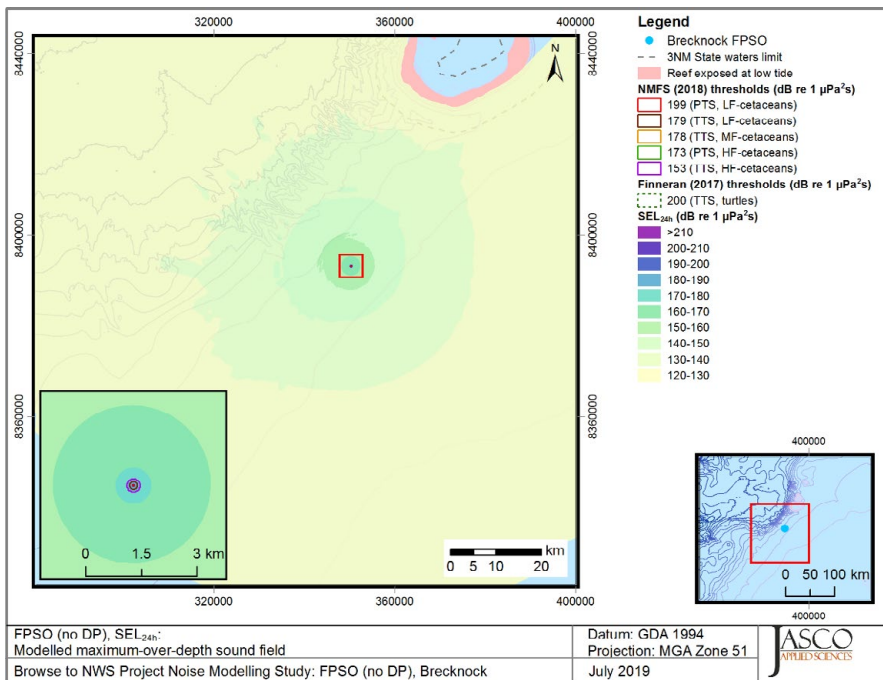 320000 360000 400000
8440000
8400000
8360000
8440000
8400000
8360000
N
0 1.5 3 km
km
0 5 10 20
320000 360000 400000
Legend
Brecknock FPSO
3NM State waters limit
Reef exposed at low tide
NMFS (2018) thresholds (dB re 1 µPa²s)
199 (PTS, LF-cetaceans)
179 (TTS, LF-cetaceans)
178 (TTS, MF-cetaceans)
173 (PTS, HF-cetaceans)
153 (TTS, HF-cetaceans)
Finneran (2017) thresholds (dB re 1 µPa²s)
200 (TTS, turtles)
SEL₂₄ₕ (dB re 1 µPa²s)
>210
200-210
190-200
180-190
170-180
160-170
150-160
140-150
130-140
120-130
400000
0 50 100 km
400000
FPSO (no DP), SEL₂₄ₕ:
Modelled maximum-over-depth sound field
Browse to NWS Project Noise Modelling Study: FPSO (no DP), Brecknock
Datum: GDA 1994
Projection: MGA Zone 51
July 2019
JASCO
APPLIED SCIENCES